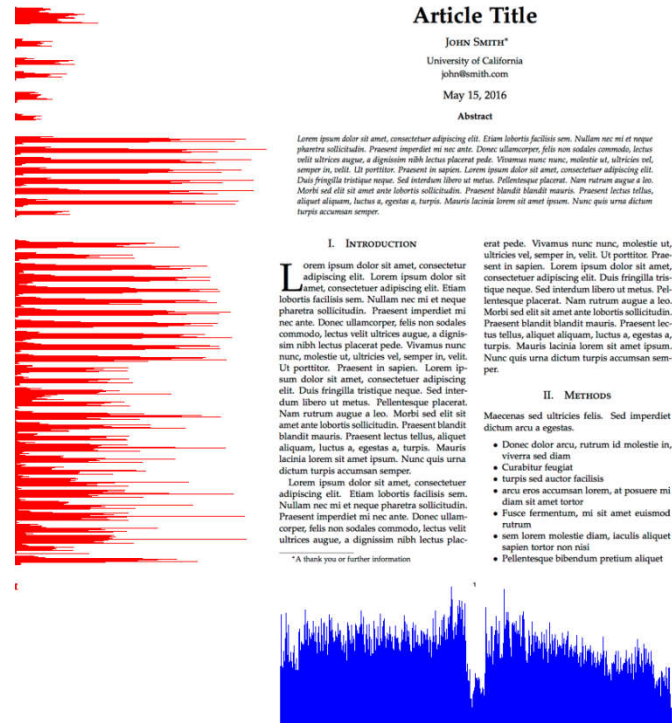 Article Title
JOHN SMITH*
University of California
john@smith.com
May 15, 2016
Abstract
Lorem ipsum dolor sit amet, consectetuer adipiscing elit. Etiam lobortis facilisis sem. Nullam nec mi et neque
pharetra sollicitudin. Praesent imperdiet mi nec ante. Donec ullamcorper, felis non sodales commodo, lectus
velit ultrices augue, a dignissim nibh lectus placerat pede. Vivamus nunc nunc, molestie ut, ultricies vel,
semper in, velit. Ut porttitor. Praesent in sapien. Lorem ipsum dolor sit amet, consectetuer adipiscing elit.
Duis fringilla tristique neque. Sed interdum libero ut metus. Pellentesque placerat. Nam rutrum augue a leo.
Morbi sed elit sit amet ante lobortis sollicitudin. Praesent blandit blandit mauris. Praesent lectus tellus,
aliquet aliquam, luctus a, egestas a, turpis. Mauris lacinia lorem sit amet ipsum. Nunc quis urna dictum
turpis accumsan semper.
I. INTRODUCTION
Lorem ipsum dolor sit amet, consectetur
adipiscing elit. Lorem ipsum dolor sit
amet, consectetuer adipiscing elit. Etiam
lobortis facilisis sem. Nullam nec mi et neque
pharetra sollicitudin. Praesent imperdiet mi
nec ante. Donec ullamcorper, felis non sodales
commodo, lectus velit ultrices augue, a dignis-
sim nibh lectus placerat pede. Vivamus nunc
nunc, molestie ut, ultricies vel, semper in, velit.
Ut porttitor. Praesent in sapien. Lorem ip-
sum dolor sit amet, consectetuer adipiscing
elit. Duis fringilla tristique neque. Sed inter-
dum libero ut metus. Pellentesque placerat.
Nam rutrum augue a leo. Morbi sed elit sit
amet ante lobortis sollicitudin. Praesent blandit
blandit mauris. Praesent lectus tellus, aliquet
aliquam, luctus a, egestas a, turpis. Mauris
lacinia lorem sit amet ipsum. Nunc quis urna
dictum turpis accumsan semper.
Lorem ipsum dolor sit amet, consectetuer
adipiscing elit. Etiam lobortis facilisis sem.
Nullam nec mi et neque pharetra sollicitudin.
Praesent imperdiet mi nec ante. Donec ullam-
corper, felis non sodales commodo, lectus velit
ultrices augue, a dignissim nibh lectus plac-
*A thank you or further information
erat pede. Vivamus nunc nunc, molestie ut,
ultricies vel, semper in, velit. Ut porttitor. Prae-
sent in sapien. Lorem ipsum dolor sit amet,
consectetuer adipiscing elit. Duis fringilla tris-
tique neque. Sed interdum libero ut metus. Pel-
lentesque placerat. Nam rutrum augue a leo.
Morbi sed elit sit amet ante lobortis sollicitudin.
Praesent blandit blandit mauris. Praesent lec-
tus tellus, aliquet aliquam, luctus a, egestas a,
turpis. Mauris lacinia lorem sit amet ipsum.
Nunc quis urna dictum turpis accumsan sem-
per.
II. METHODS
Maecenas sed ultricies felis. Sed imperdiet
dictum arcu a egestas.
• Donec dolor arcu, rutrum id molestie in,
viverra sed diam
• Curabitur feugiat
• turpis sed auctor facilisis
• arcu eros accumsan lorem, at posuere mi
diam sit amet tortor
• Fusce fermentum, mi sit amet euismod
rutrum
• sem lorem molestie diam, iaculis aliquet
sapien tortor non nisi
• Pellentesque bibendum pretium aliquet
1